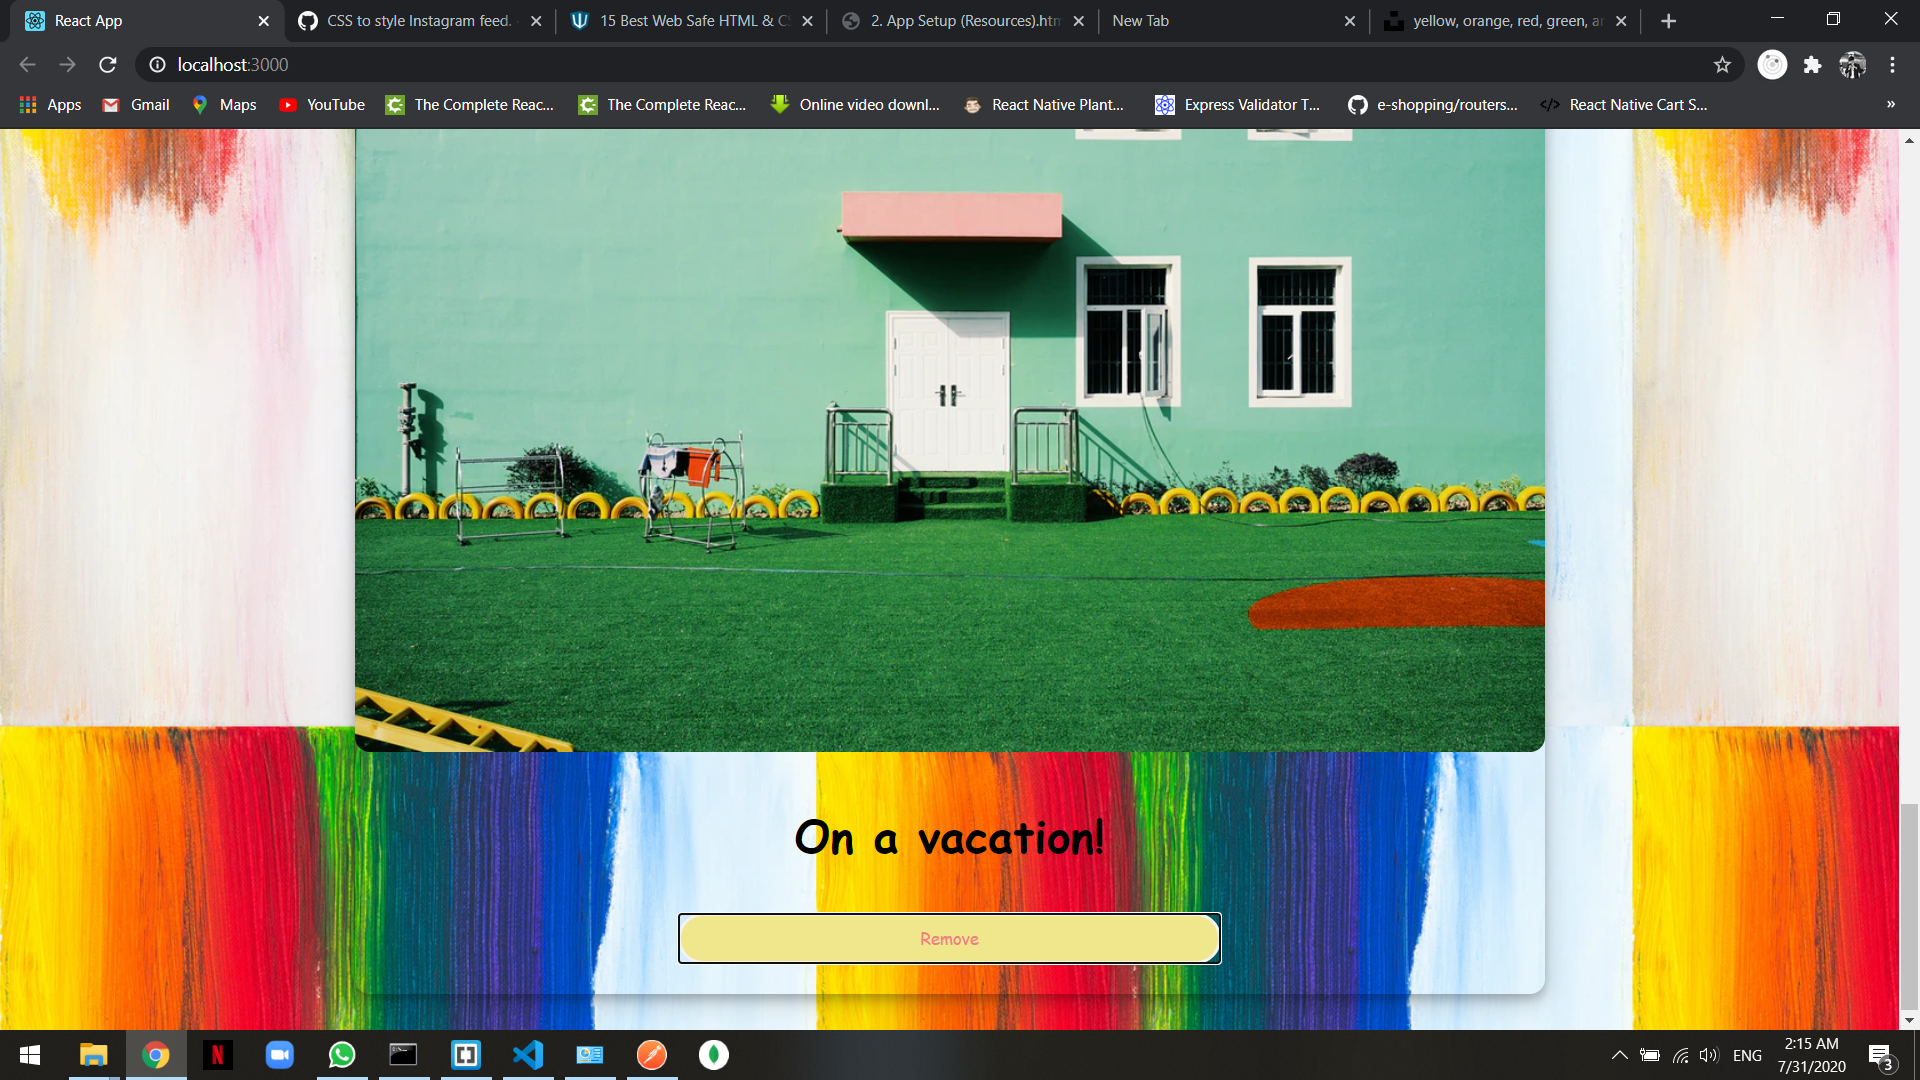 React App
CSS to style Instagram feed.
15 Best Web Safe HTML & CS
2. App Setup (Resources).htm
New Tab
yellow, orange, red, green, an
localhost:3000
Apps
Gmail
Maps
YouTube
The Complete Reac...
The Complete Reac...
Online video downl...
React Native Plant...
Express Validator T...
e-shopping/routers...
React Native Cart S...
»
On a vacation!
Remove
ENG
2:15 AM
7/31/2020
3